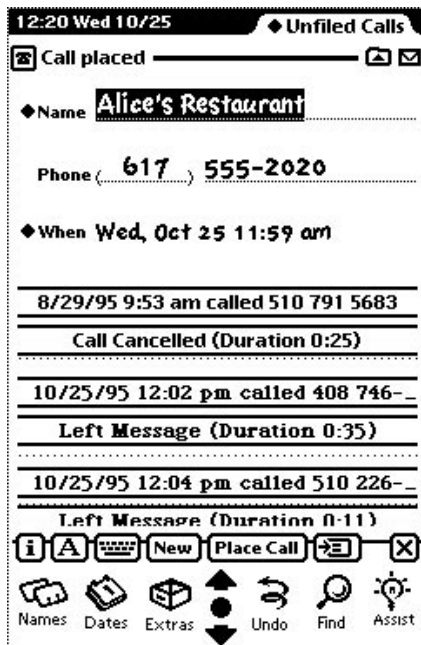 12:20 Wed 10/25 ◆Unfiled Calls
Call placed
◆Name Alice's Restaurant
Phone ( 617 ) 555-2020
◆When Wed, Oct 25 11:59 am
8/29/95 9:53 am called 510 791 5683
Call Cancelled (Duration 0:25)
10/25/95 12:02 pm called 408 746-_
Left Message (Duration 0:35)
10/25/95 12:04 pm called 510 226-_
Left Message (Duration 0:11)
i A New Place Call X
Names Dates Extras Undo Find Assist